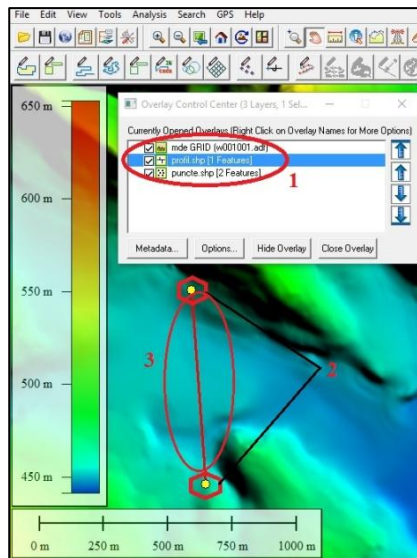 File Edit View Tools Analysis Search GPS Help
Overlay Control Center (3 Layers, 1 Sel...
Currently Opened Overlays (Right Click on Overlay Names for More Options)
mde GRID (w001001.adf)
profil.shp [1 Features]
puncte.shp [2 Features]
1
Metadata... Options... Hide Overlay Close Overlay
650 m
600 m
550 m
500 m
450 m
3
2
0 m 250 m 500 m 750 m 1000 m